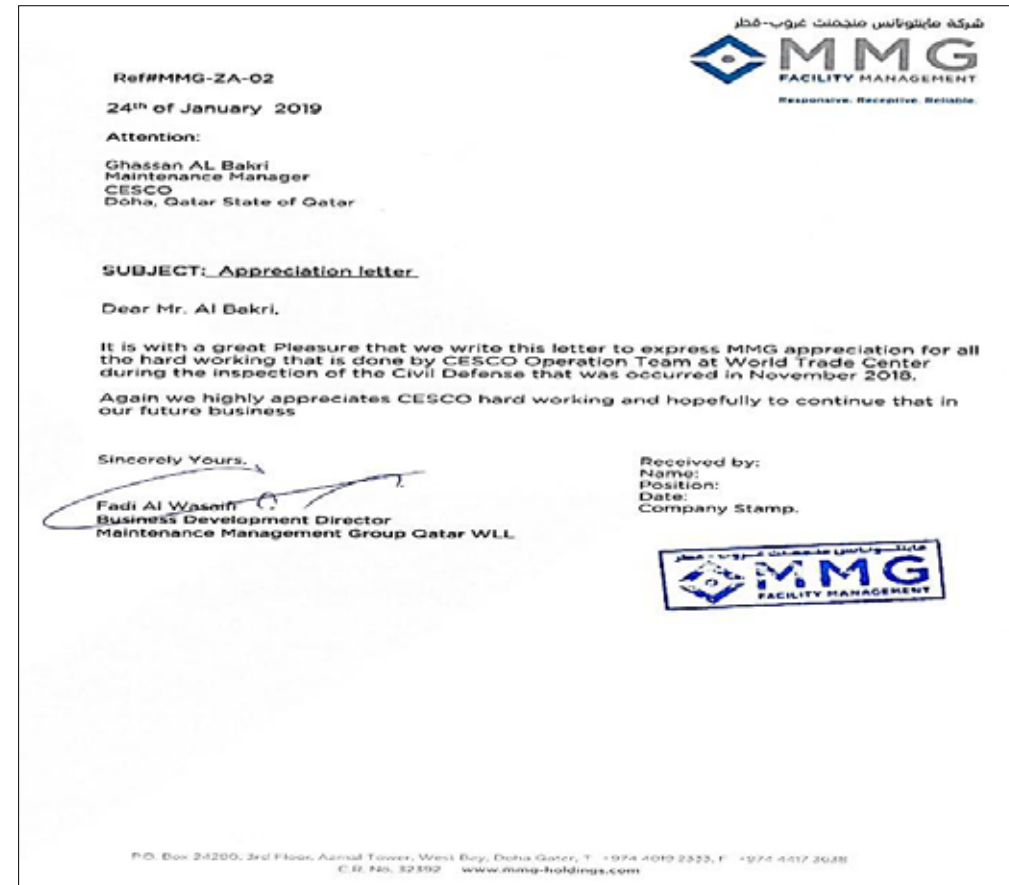 شركة ماينتونانس منجمنت غروب-قطر
MMG
FACILITY MANAGEMENT
Responsive. Receptive. Reliable.
Ref#MMG-ZA-02
24th of January 2019
Attention:
Ghassan AL Bakri
Maintenance Manager
CESCO
Doha, Qatar State of Qatar
SUBJECT: Appreciation letter
Dear Mr. Al Bakri,
It is with a great Pleasure that we write this letter to express MMG appreciation for all
the hard working that is done by CESCO Operation Team at World Trade Center
during the inspection of the Civil Defense that was occurred in November 2018.
Again we highly appreciates CESCO hard working and hopefully to continue that in
our future business
Sincerely Yours,
Fadi Al Wasaifi
Business Development Director
Maintenance Management Group Qatar WLL
Received by:
Name:
Position:
Date:
Company Stamp.
MMG
FACILITY MANAGEMENT
P.O. Box 24200, 3rd Floor, Aamal Tower, West Bay, Doha Qatar, T +974 4019 2333, F +974 4417 2638
C.R. No. 32392 www.mmg-holdings.com